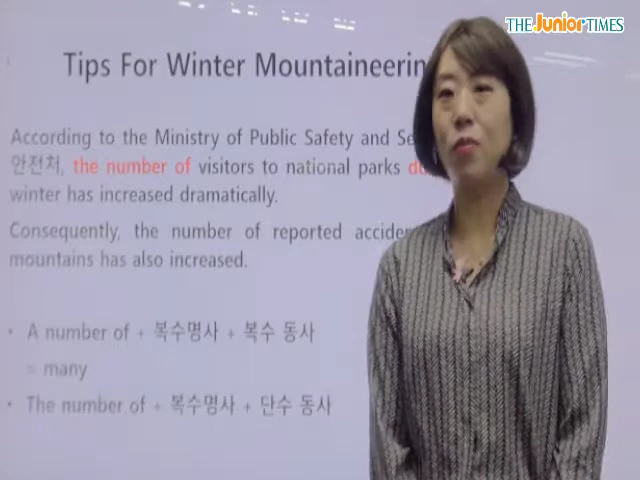 THE Junior TIMES
Tips For Winter Mountaineerin
According to the Ministry of Public Safety and Se
안전처, the number of visitors to national parks du
winter has increased dramatically.
Consequently, the number of reported accider
mountains has also increased.
• A number of + 복수명사 + 복수 동사
= many
• The number of + 복수명사 + 단수 동사